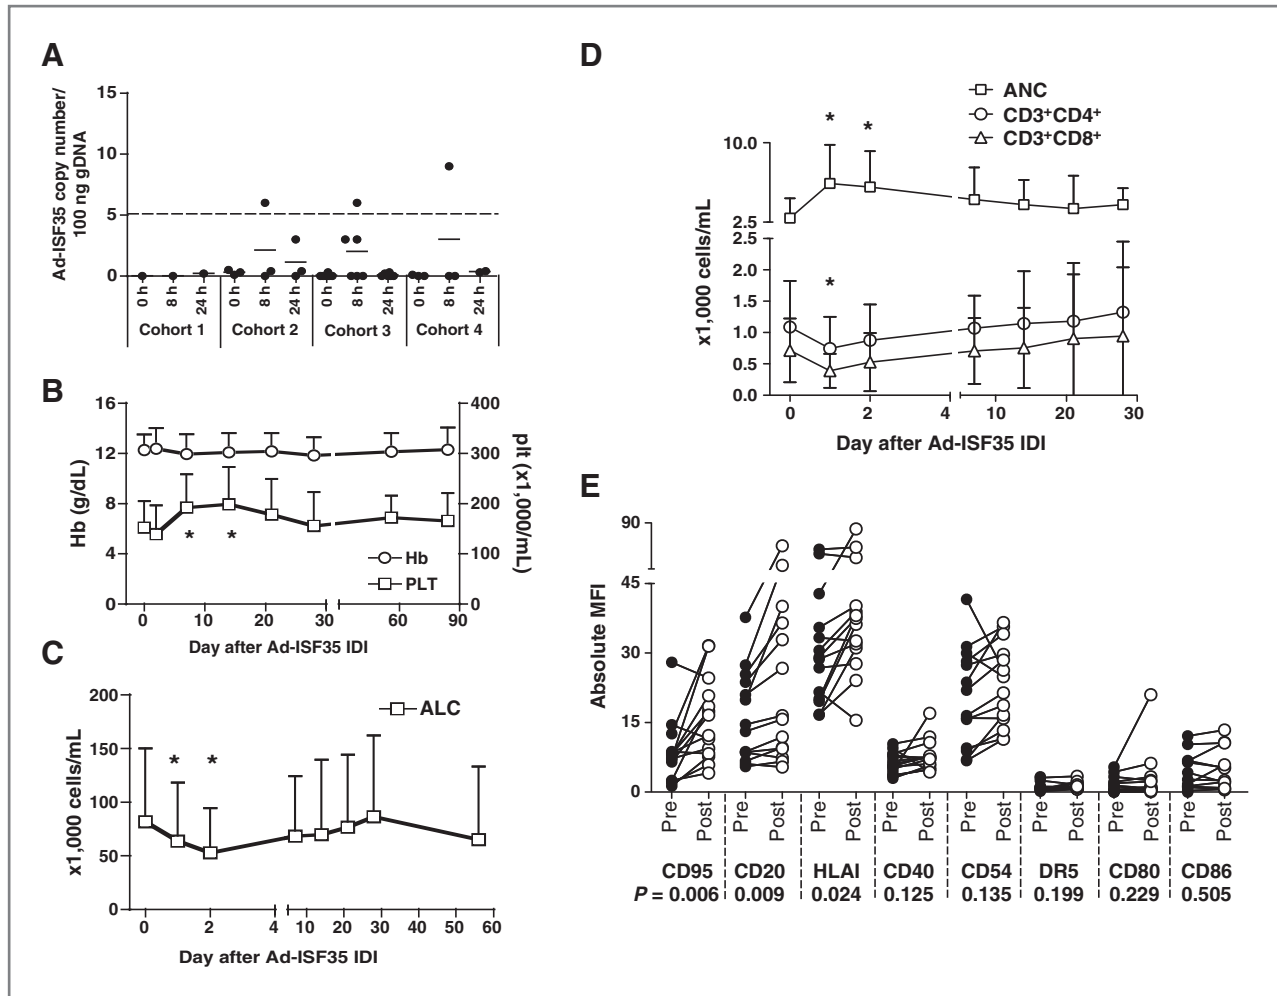 A
Ad-ISF35 copy number/
100 ng gDNA
15
10
5
0
0 h
8 h
24 h
0 h
8 h
24 h
0 h
8 h
24 h
0 h
8 h
24 h
Cohort 1
Cohort 2
Cohort 3
Cohort 4
B
Hb (g/dL)
16
12
8
4
0
400
300
200
100
0
plt (x1,000/mL)
* *
Hb
PLT
0 10 20 30 60 90
Day after Ad-ISF35 IDI
C
x1,000 cells/mL
200
150
100
50
0
* *
ALC
0 2 4 10 20 30 40 50 60
Day after Ad-ISF35 IDI
D
ANC
CD3+CD4+
CD3+CD8+
x1,000 cells/mL
10.0
2.5
2.5
2.0
1.5
1.0
0.5
0.0
* *
*
0 2 4 10 20 30
Day after Ad-ISF35 IDI
E
Absolute MFI
90
45
30
15
0
Pre Post Pre Post Pre Post Pre Post Pre Post Pre Post Pre Post Pre Post
CD95 CD20 HLAI CD40 CD54 DR5 CD80 CD86
P = 0.006 0.009 0.024 0.125 0.135 0.199 0.229 0.505